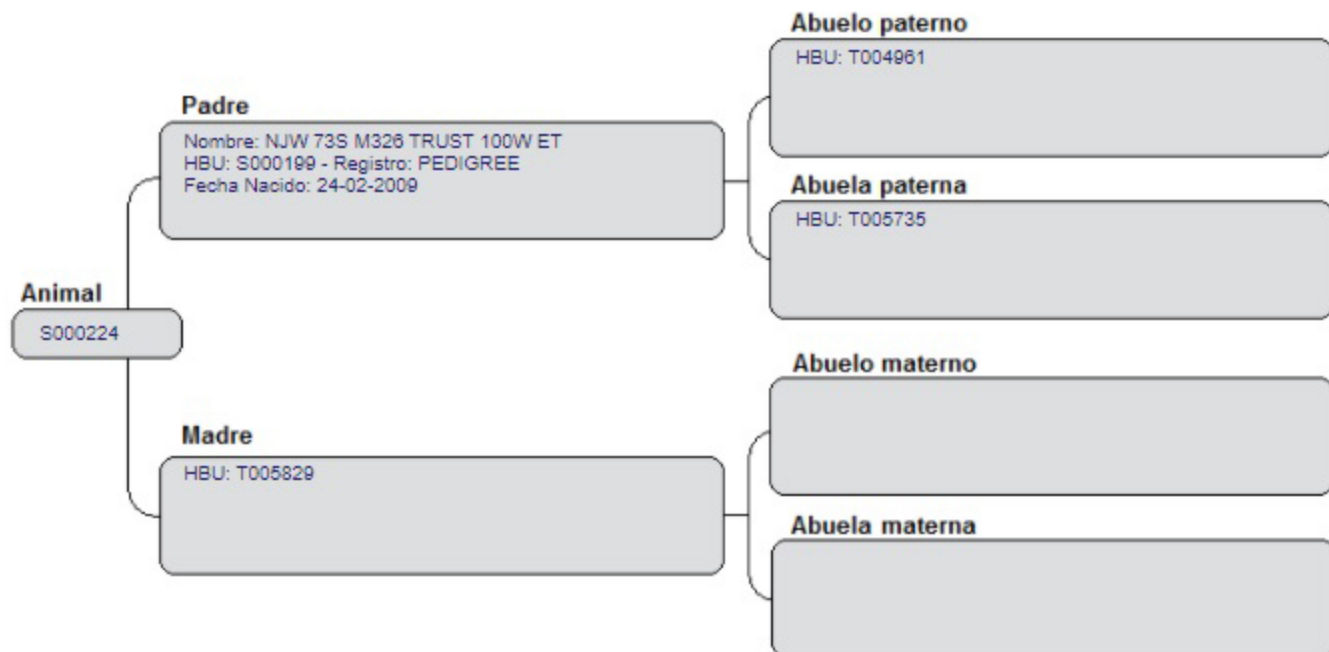 Abuelo paterno
HBU: T004961
Padre
Nombre: NJW 73S M326 TRUST 100W ET
HBU: S000199 - Registro: PEDIGREE
Fecha Nacido: 24-02-2009
Abuela paterna
HBU: T005735
Animal
S000224
Abuelo materno
Madre
HBU: T005829
Abuela materna